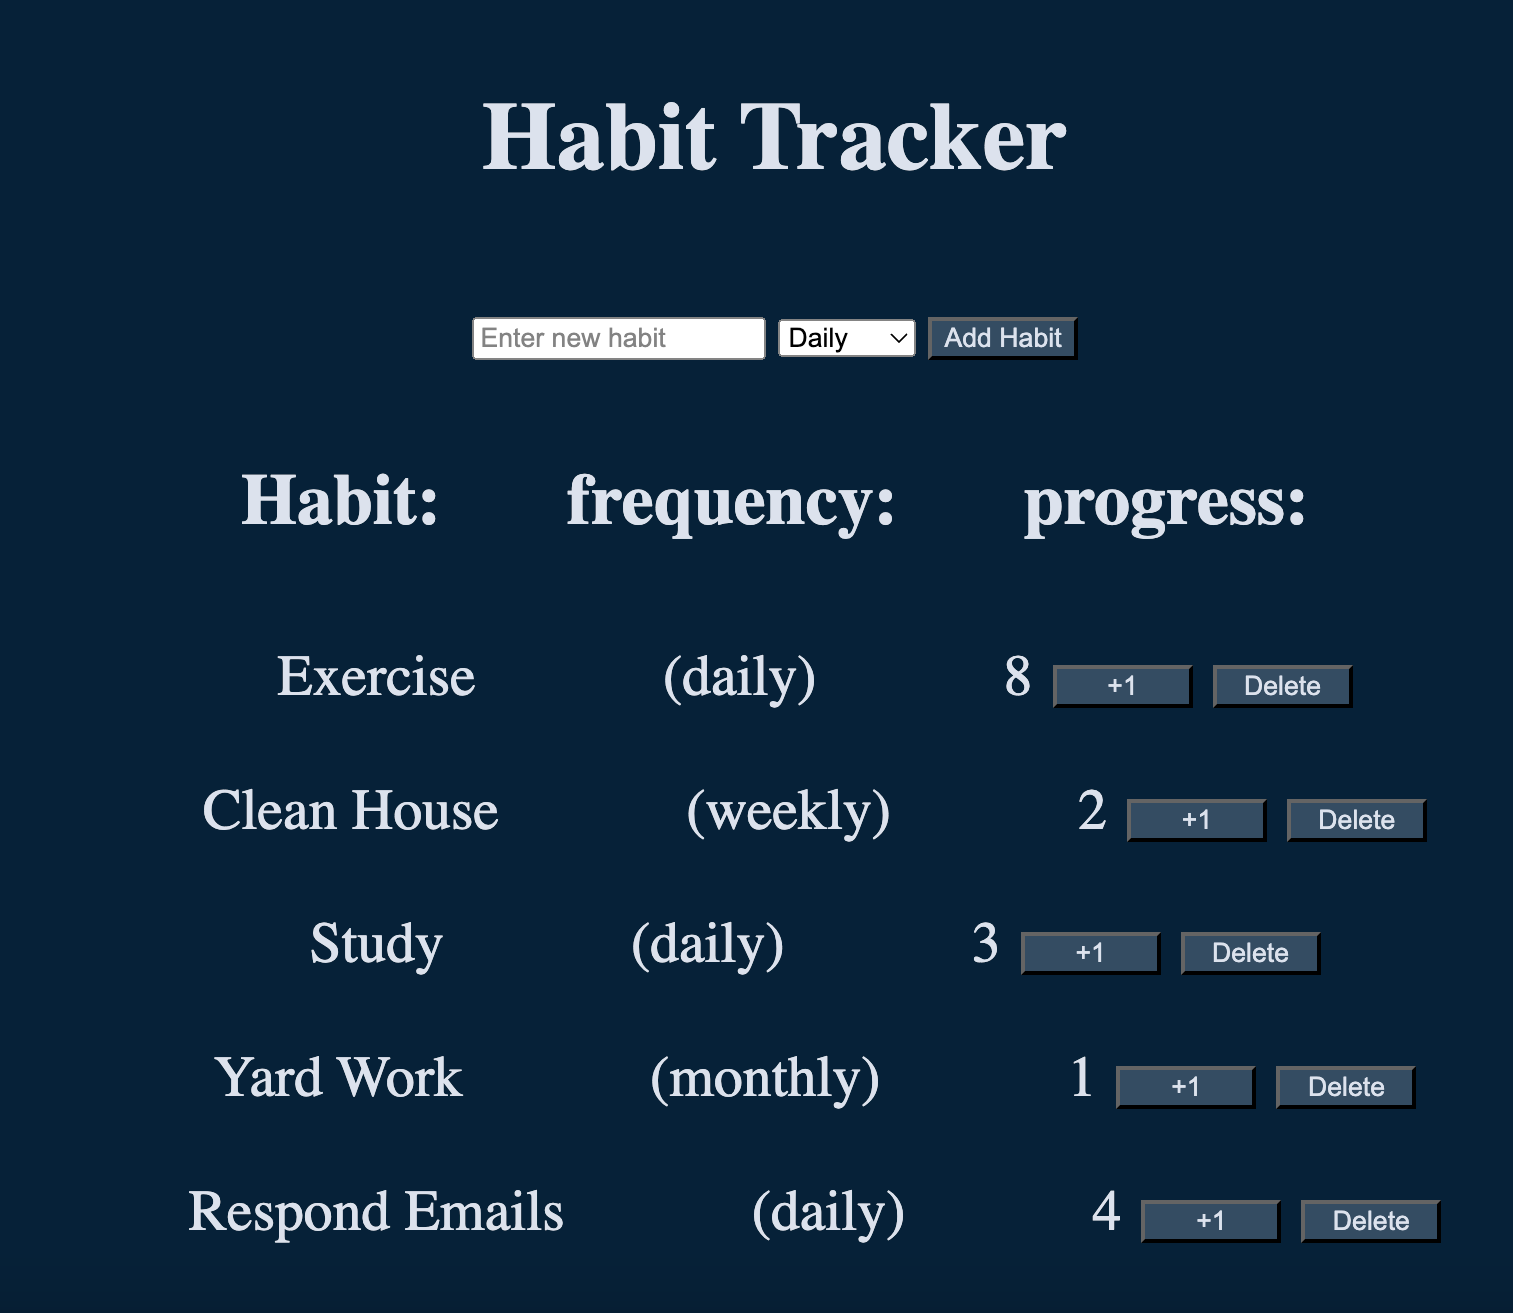 Habit Tracker
Enter new habit Daily Add Habit
Habit: frequency: progress:
Exercise (daily) 8 +1 Delete
Clean House (weekly) 2 +1 Delete
Study (daily) 3 +1 Delete
Yard Work (monthly) 1 +1 Delete
Respond Emails (daily) 4 +1 Delete